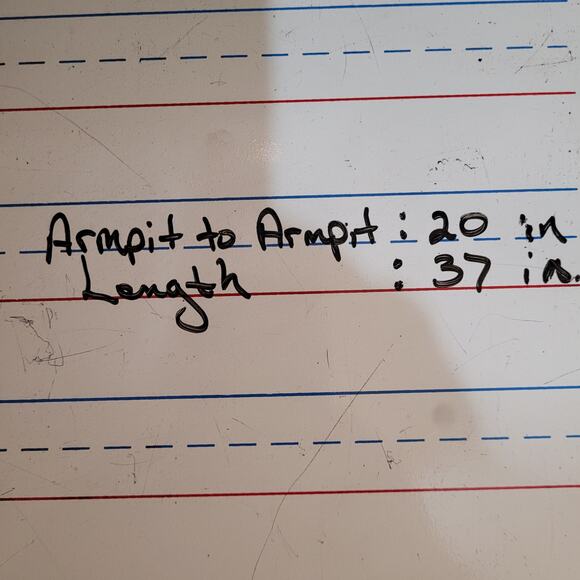 Armpit to Armpit : 20 in
Length : 37 in.